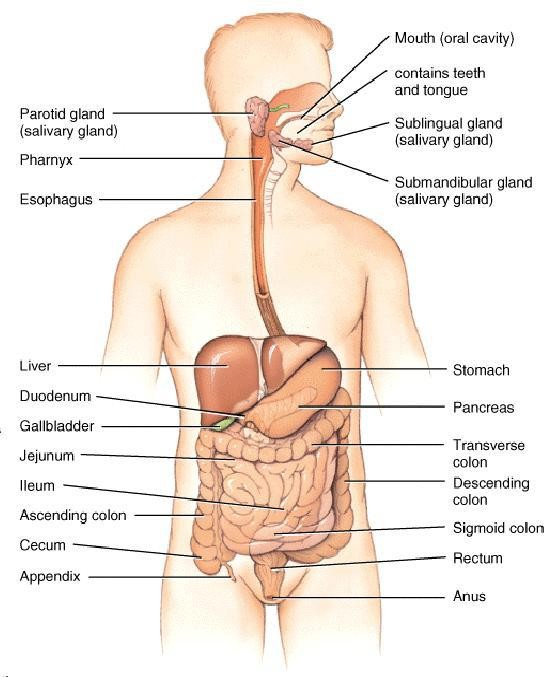 Mouth (oral cavity)
contains teeth
and tongue
Parotid gland
(salivary gland)
Sublingual gland
(salivary gland)
Pharnyx
Submandibular gland
(salivary gland)
Esophagus
Liver
Stomach
Duodenum
Pancreas
Gallbladder
Transverse
colon
Jejunum
Descending
colon
Ileum
Ascending colon
Sigmoid colon
Cecum
Rectum
Appendix
Anus